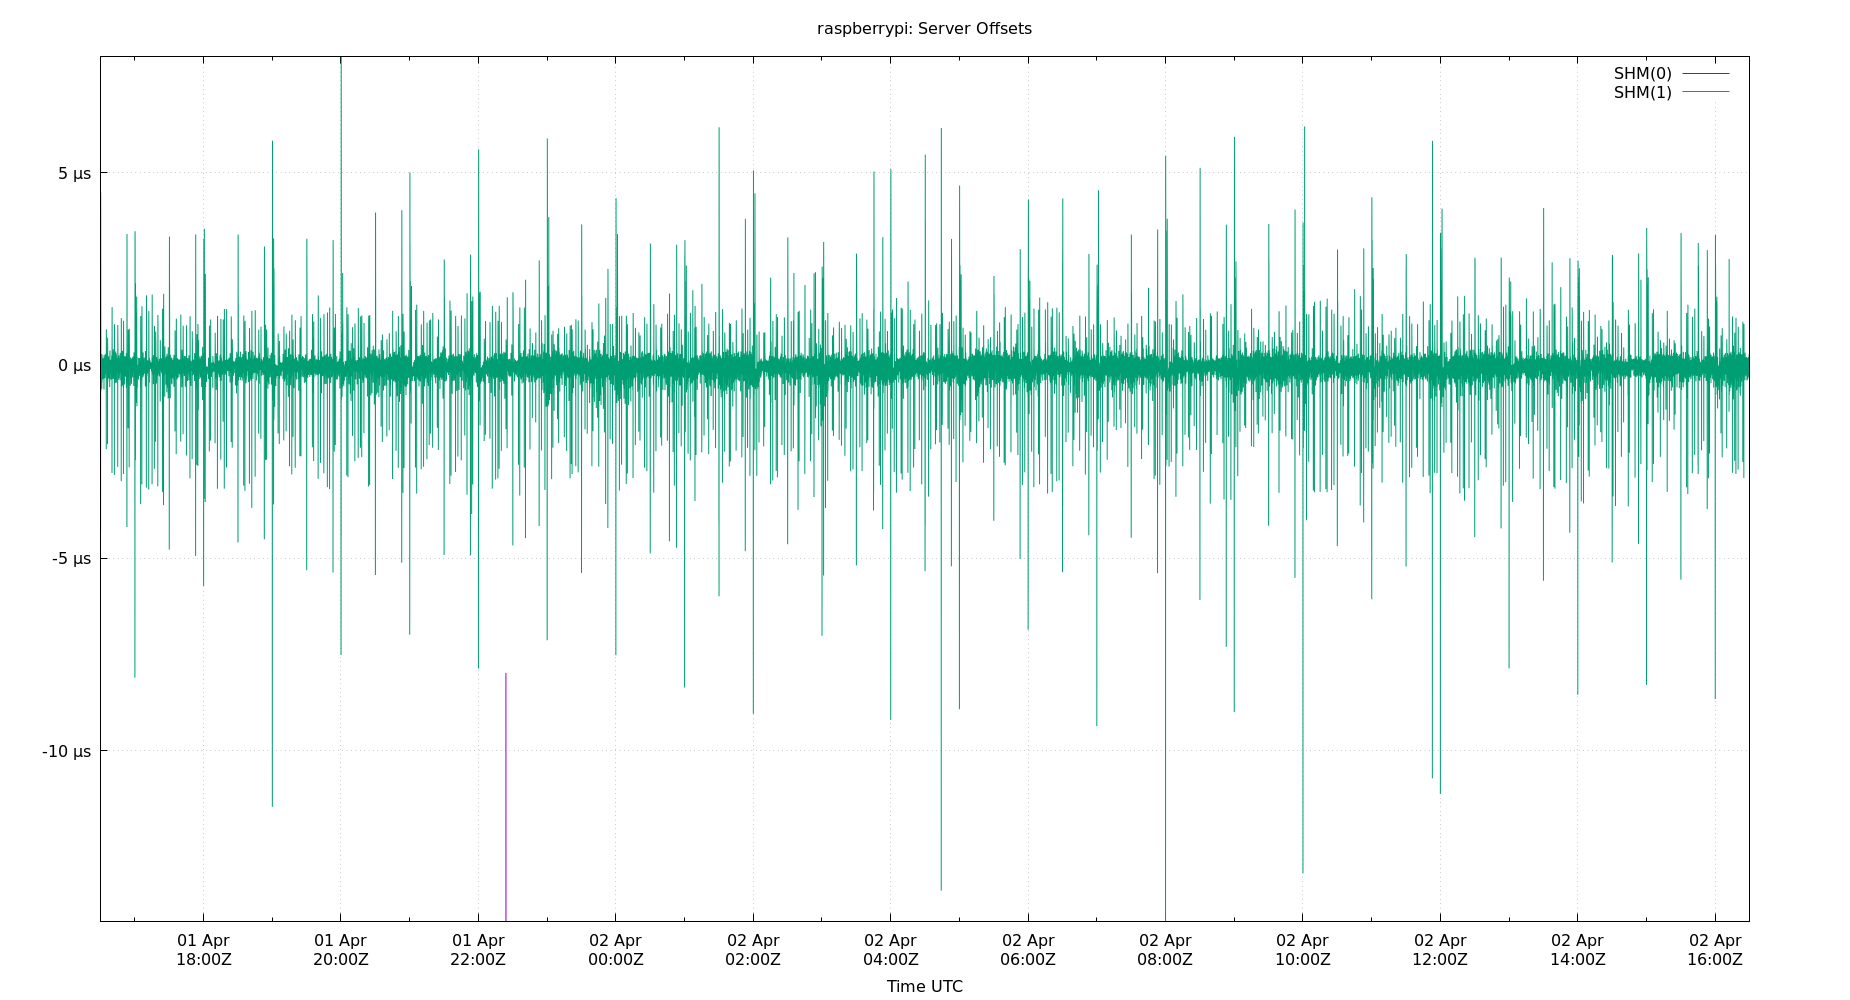 raspberrypi: Server Offsets
SHM(0)
SHM(1)
5 µs
0 µs
-5 µs
-10 µs
01 Apr 01 Apr 01 Apr 02 Apr 02 Apr 02 Apr 02 Apr 02 Apr 02 Apr 02 Apr 02 Apr 02 Apr
18:00Z 20:00Z 22:00Z 00:00Z 02:00Z 04:00Z 06:00Z 08:00Z 10:00Z 12:00Z 14:00Z 16:00Z
Time UTC